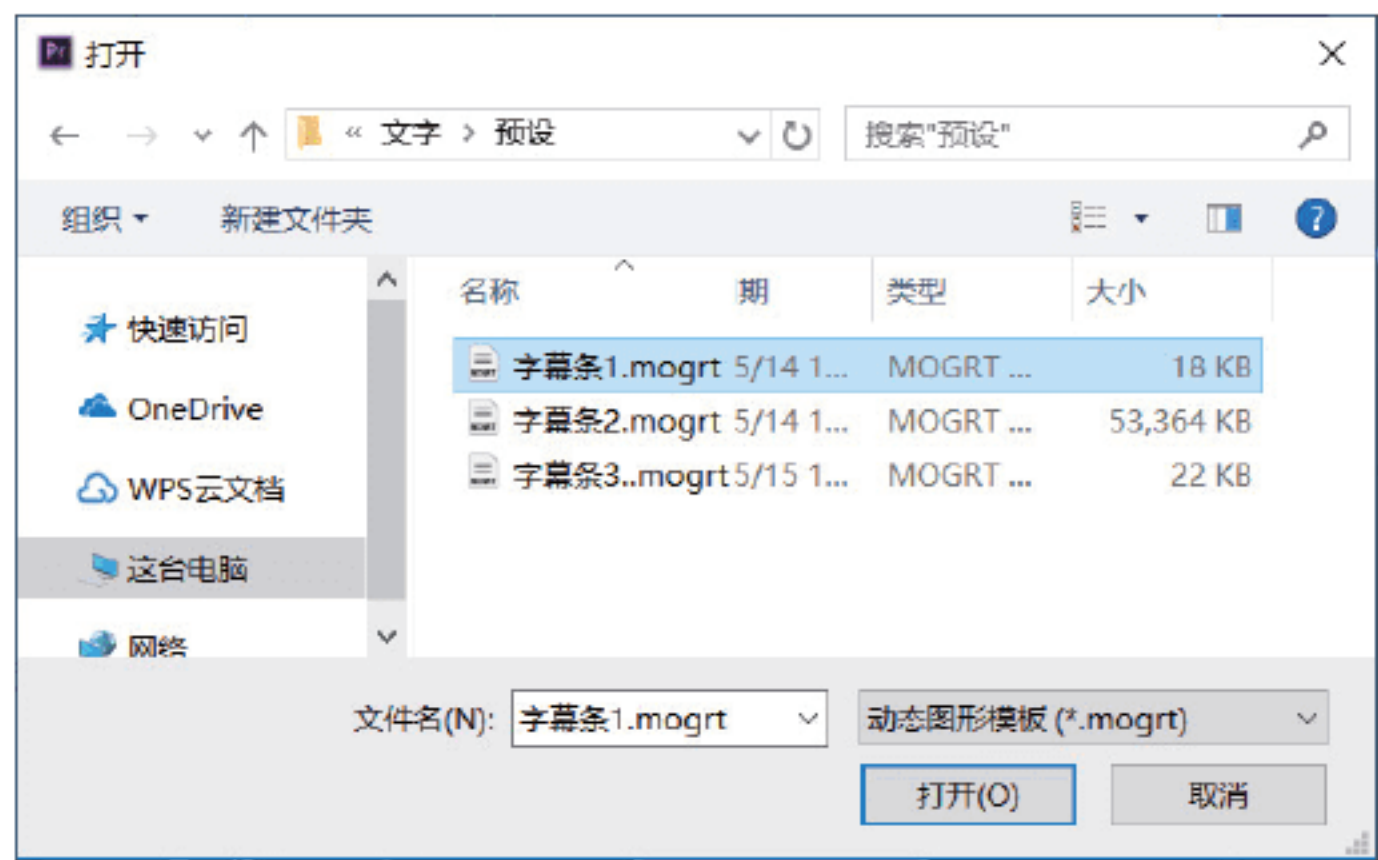 Pr 打开
« 文字 > 预设
搜索"预设"
组织
新建文件夹
名称 期 类型 大小
快速访问
OneDrive
WPS云文档
这台电脑
网络
字幕条1.mogrt 5/14 1... MOGRT ... 18 KB
字幕条2.mogrt 5/14 1... MOGRT ... 53,364 KB
字幕条3..mogrt 5/15 1... MOGRT ... 22 KB
文件名(N): 字幕条1.mogrt
动态图形模板 (*.mogrt)
打开(O) 取消